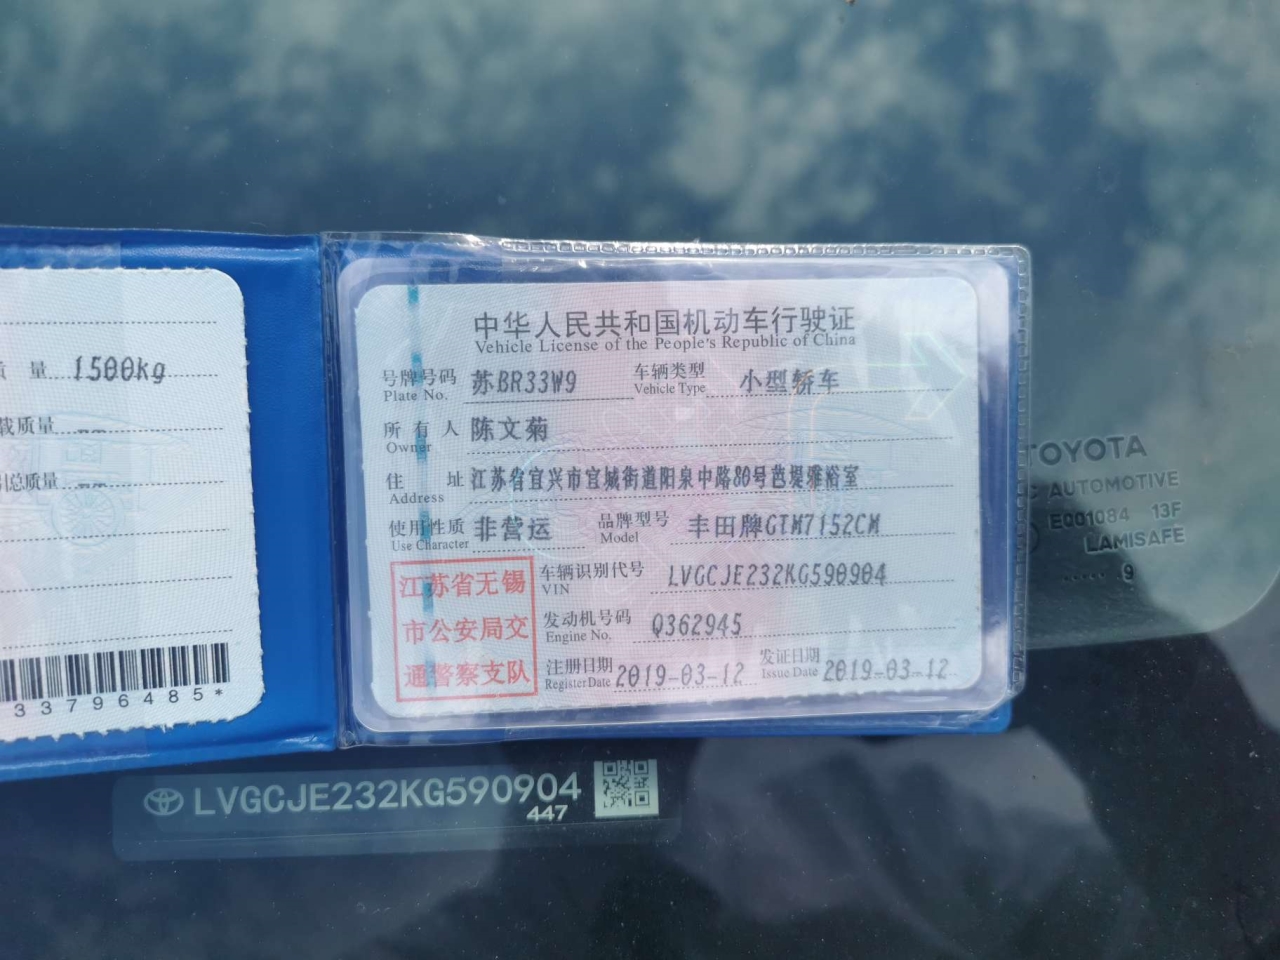 质 量 1500kg
载质量 --
总质量 --
33796485*
中华人民共和国机动车行驶证
Vehicle License of the People's Republic of China
号牌号码 苏BR33W9 车辆类型 小型轿车
Plate No. Vehicle Type
所有人 陈文菊
Owner
住 址 江苏省宜兴市宜城街道阳泉中路80号芭堤雅浴室
Address
使用性质 非营运 品牌型号 丰田牌GTM7152CM
Use Character Model
江苏省无锡
市公安局交
通警察支队
车辆识别代号 LVGCJE232KG590904
VIN
发动机号码 Q362945
Engine No.
注册日期 2019-03-12 发证日期 2019-03-12
Register Date Issue Date
TOYOTA
AUTOMOTIVE
E001084 13F
LAMISAFE
..... 9
LVGCJE232KG590904
447